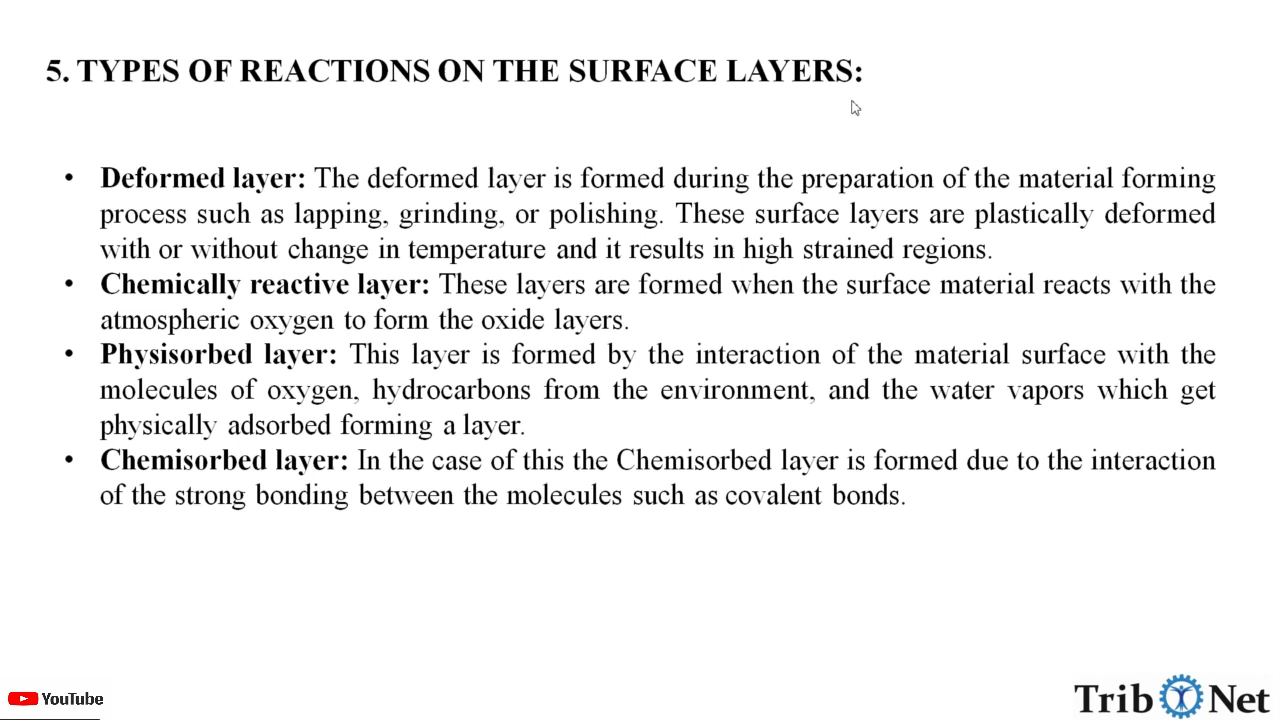 5. TYPES OF REACTIONS ON THE SURFACE LAYERS:
• Deformed layer: The deformed layer is formed during the preparation of the material forming
process such as lapping, grinding, or polishing. These surface layers are plastically deformed
with or without change in temperature and it results in high strained regions.
• Chemically reactive layer: These layers are formed when the surface material reacts with the
atmospheric oxygen to form the oxide layers.
• Physisorbed layer: This layer is formed by the interaction of the material surface with the
molecules of oxygen, hydrocarbons from the environment, and the water vapors which get
physically adsorbed forming a layer.
• Chemisorbed layer: In the case of this the Chemisorbed layer is formed due to the interaction
of the strong bonding between the molecules such as covalent bonds.
YouTube
Trib Net